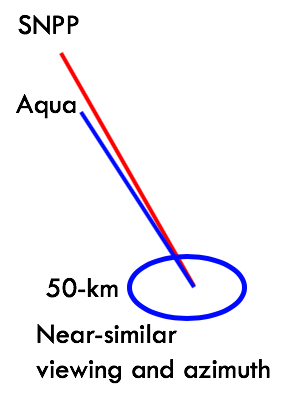 SNPP
Aqua
50-km
Near-similar
viewing and azimuth